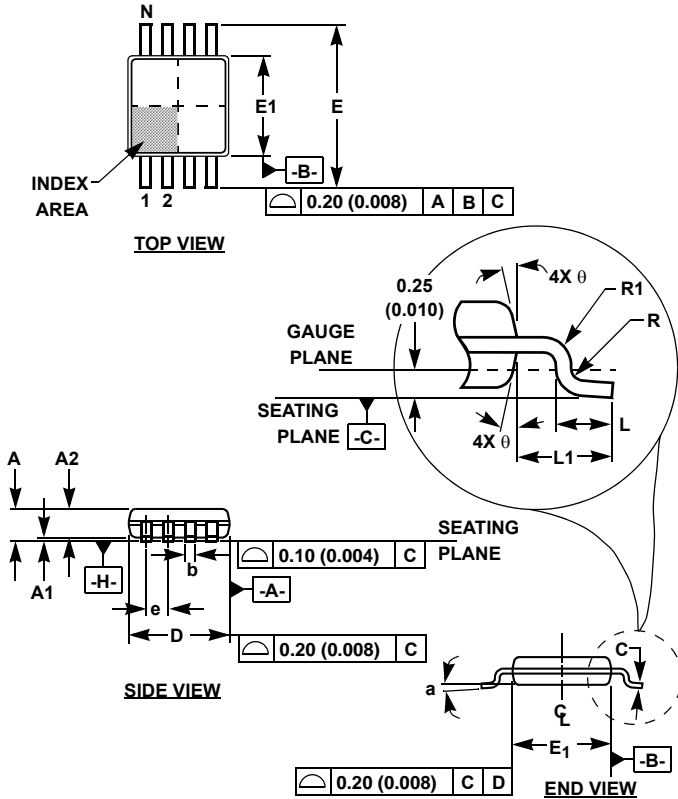 N
E1
E
-B-
INDEX
AREA
1 2
0.20 (0.008) A B C
TOP VIEW
0.25
(0.010)
4X θ
R1
R
GAUGE
PLANE
SEATING
PLANE
-C-
4X θ
L
L1
A A2
SEATING
PLANE
A1
-H-
b
0.10 (0.004) C
-A-
e
D
0.20 (0.008) C
SIDE VIEW
C
a
CL
E1
-B-
0.20 (0.008) C D
END VIEW